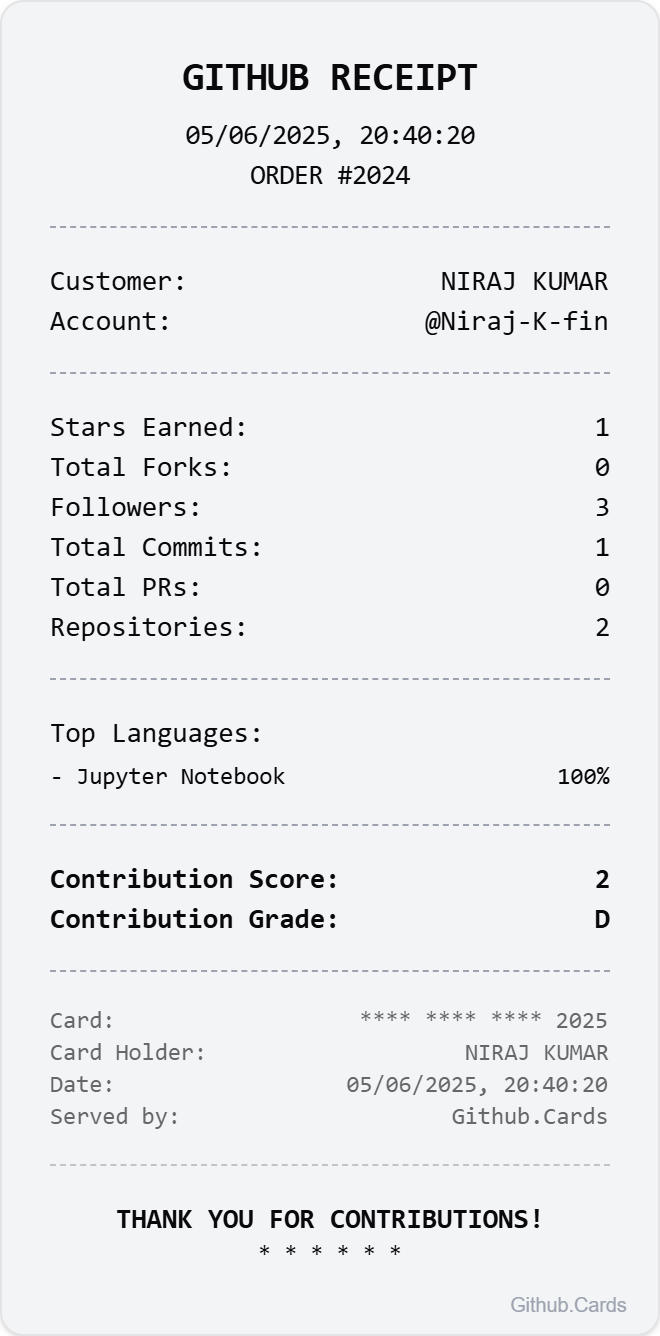 GITHUB RECEIPT
05/06/2025, 20:40:20
ORDER #2024
Customer: NIRAJ KUMAR
Account: @Niraj-K-fin
Stars Earned: 1
Total Forks: 0
Followers: 3
Total Commits: 1
Total PRs: 0
Repositories: 2
Top Languages:
- Jupyter Notebook 100%
Contribution Score: 2
Contribution Grade: D
Card: **** **** **** 2025
Card Holder: NIRAJ KUMAR
Date: 05/06/2025, 20:40:20
Served by: Github.Cards
THANK YOU FOR CONTRIBUTIONS!
* * * * * *
Github.Cards